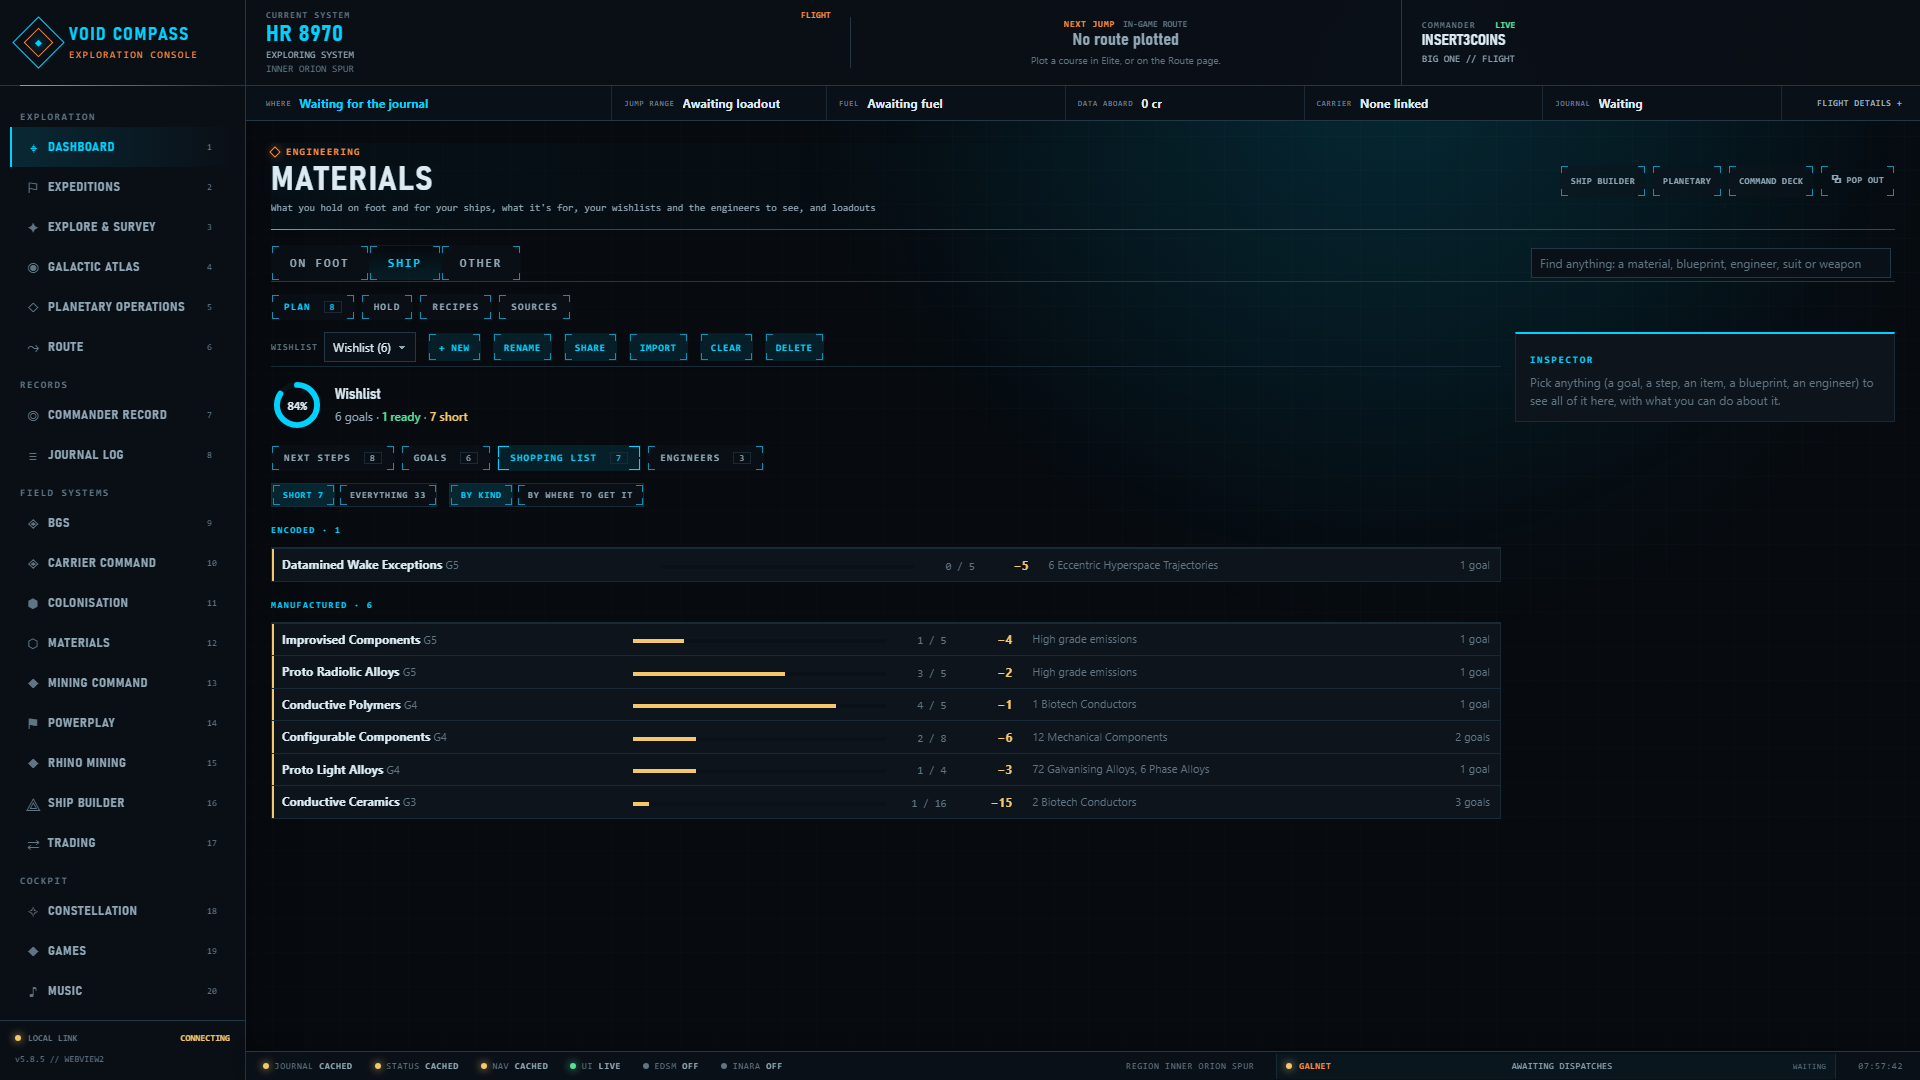 VOID COMPASS
EXPLORATION CONSOLE
CURRENT SYSTEM
HR 8970
EXPLORING SYSTEM
INNER ORION SPUR
FLIGHT
NEXT JUMP IN-GAME ROUTE
No route plotted
Plot a course in Elite, or on the Route page.
COMMANDER LIVE
INSERT3COINS
BIG ONE // FLIGHT
WHERE Waiting for the journal
JUMP RANGE Awaiting loadout
FUEL Awaiting fuel
DATA ABOARD 0 cr
CARRIER None linked
JOURNAL Waiting
FLIGHT DETAILS +
EXPLORATION
DASHBOARD 1
EXPEDITIONS 2
EXPLORE & SURVEY 3
GALACTIC ATLAS 4
PLANETARY OPERATIONS 5
ROUTE 6
RECORDS
COMMANDER RECORD 7
JOURNAL LOG 8
FIELD SYSTEMS
BGS 9
CARRIER COMMAND 10
COLONISATION 11
MATERIALS 12
MINING COMMAND 13
POWERPLAY 14
RHINO MINING 15
SHIP BUILDER 16
TRADING 17
COCKPIT
CONSTELLATION 18
GAMES 19
MUSIC 20
LOCAL LINK CONNECTING
v5.8.5 // WEBVIEW2
ENGINEERING
MATERIALS
What you hold on foot and for your ships, what it's for, your wishlists and the engineers to see, and loadouts
SHIP BUILDER
PLANETARY
COMMAND DECK
POP OUT
ON FOOT
SHIP
OTHER
Find anything: a material, blueprint, engineer, suit or weapon
PLAN 8
HOLD
RECIPES
SOURCES
WISHLIST Wishlist (6)
+ NEW
RENAME
SHARE
IMPORT
CLEAR
DELETE
84%
Wishlist
6 goals · 1 ready · 7 short
NEXT STEPS 8
GOALS 6
SHOPPING LIST 7
ENGINEERS 3
SHORT 7
EVERYTHING 33
BY KIND
BY WHERE TO GET IT
ENCODED · 1
Datamined Wake Exceptions G5 0 / 5 −5 6 Eccentric Hyperspace Trajectories 1 goal
MANUFACTURED · 6
Improvised Components G5 1 / 5 −4 High grade emissions 1 goal
Proto Radiolic Alloys G5 3 / 5 −2 High grade emissions 1 goal
Conductive Polymers G4 4 / 5 −1 1 Biotech Conductors 1 goal
Configurable Components G4 2 / 8 −6 12 Mechanical Components 2 goals
Proto Light Alloys G4 1 / 4 −3 72 Galvanising Alloys, 6 Phase Alloys 1 goal
Conductive Ceramics G3 1 / 16 −15 2 Biotech Conductors 3 goals
INSPECTOR
Pick anything (a goal, a step, an item, a blueprint, an engineer) to
see all of it here, with what you can do about it.
JOURNAL CACHED
STATUS CACHED
NAV CACHED
UI LIVE
EDSM OFF
INARA OFF
REGION INNER ORION SPUR
GALNET
AWAITING DISPATCHES
WAITING
07:57:42